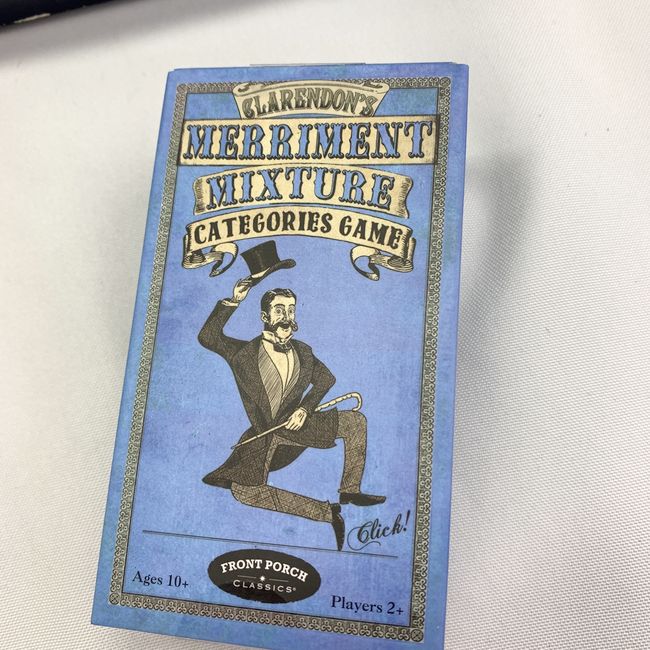 CLARENDON'S
MERRIMENT
MIXTURE
CATEGORIES GAME
Click!
FRONT PORCH
CLASSICS®
Ages 10+
Players 2+